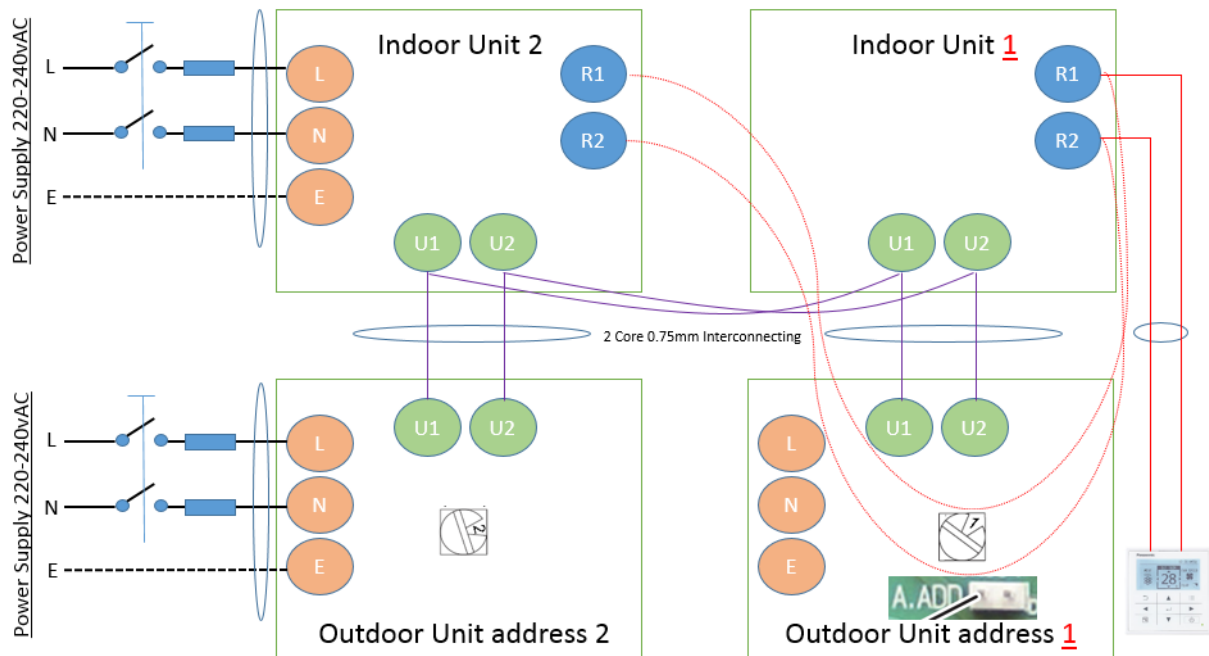 Power Supply 220-240vAC
L
N
E
Indoor Unit 2
L
N
E
R1
R2
U1
U2
Indoor Unit 1
R1
R2
U1
U2
2 Core 0.75mm Interconnecting
Power Supply 220-240vAC
L
N
E
L
N
E
U1
U2
2
Outdoor Unit address 2
L
N
E
U1
U2
1
A.ADD
Outdoor Unit address 1
Panasonic
28